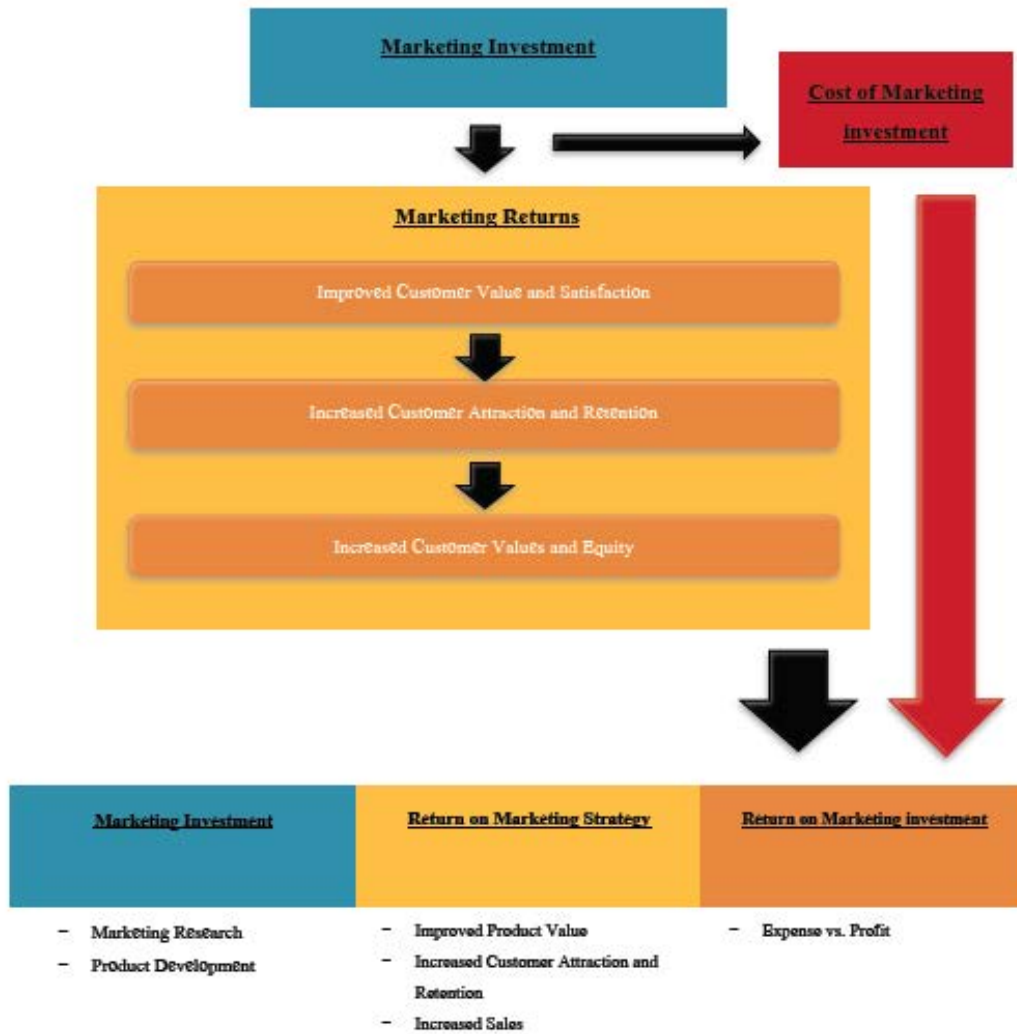 Marketing Investment
Cost of Marketing
investment
Marketing Returns
Improved Customer Value and Satisfaction
Increased Customer Attraction and Retention
Increased Customer Values and Equity
Marketing Investment
Return on Marketing Strategy
Return on Marketing investment
- Marketing Research
- Product Development
- Improved Product Value
- Increased Customer Attraction and
Retention
- Increased Sales
- Expense vs. Profit